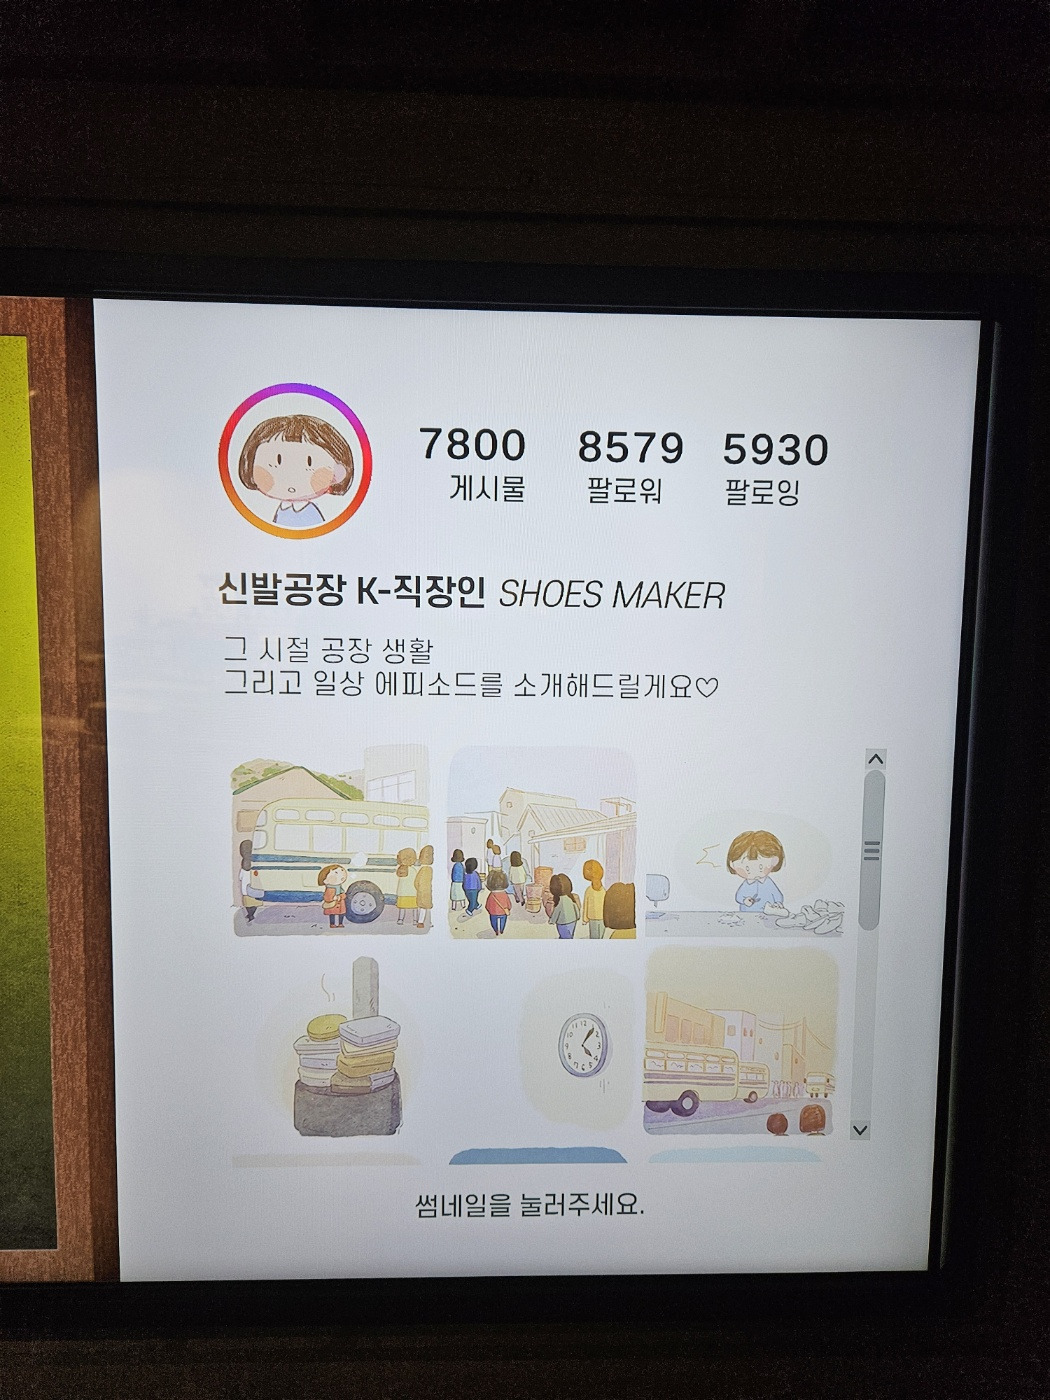 7800 8579 5930
게시물 팔로워 팔로잉
신발공장 K-직장인 SHOES MAKER
그 시절 공장 생활
그리고 일상 에피소드를 소개해드릴게요♡
썸네일을 눌러주세요.